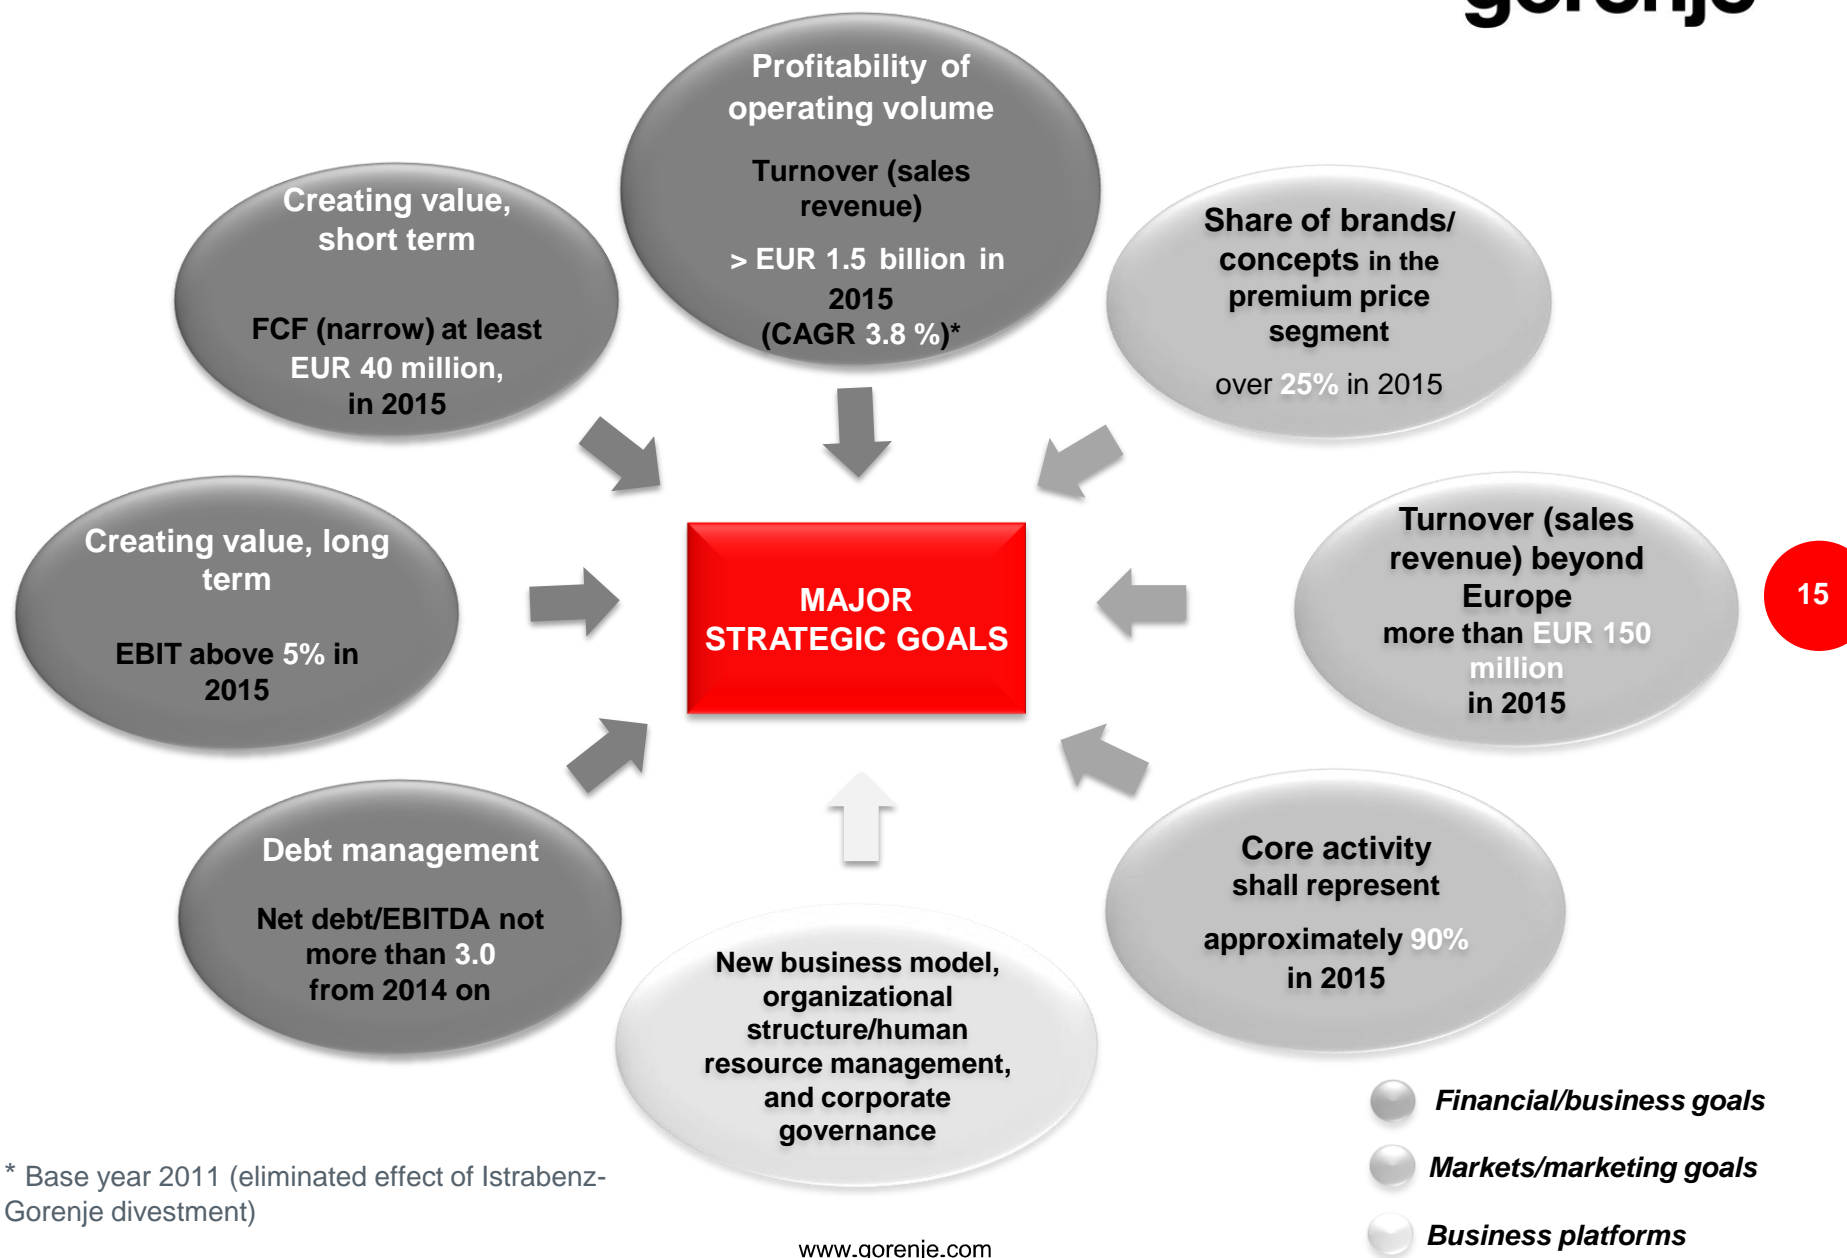 gorenje
Profitability of
operating volume
Turnover (sales
revenue)
> EUR 1.5 billion in
2015
(CAGR 3.8 %)*
Creating value,
short term
FCF (narrow) at least
EUR 40 million,
in 2015
Share of brands/
concepts in the
premium price
segment
over 25% in 2015
Creating value, long
term
EBIT above 5% in
2015
MAJOR
STRATEGIC GOALS
Turnover (sales
revenue) beyond
Europe
more than EUR 150
million
in 2015
15
Debt management
Net debt/EBITDA not
more than 3.0
from 2014 on
New business model,
organizational
structure/human
resource management,
and corporate
governance
Core activity
shall represent
approximately 90%
in 2015
Financial/business goals
Markets/marketing goals
Business platforms
* Base year 2011 (eliminated effect of Istrabenz-
Gorenje divestment)
www.gorenje.com